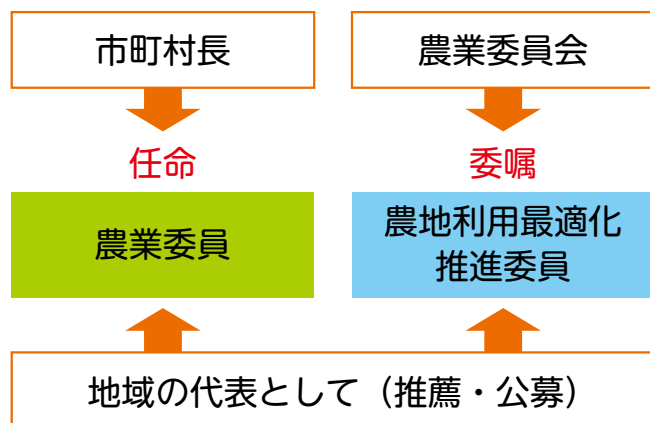 市町村長
農業委員会
任命
委嘱
農業委員
農地利用最適化
推進委員
地域の代表として（推薦・公募）